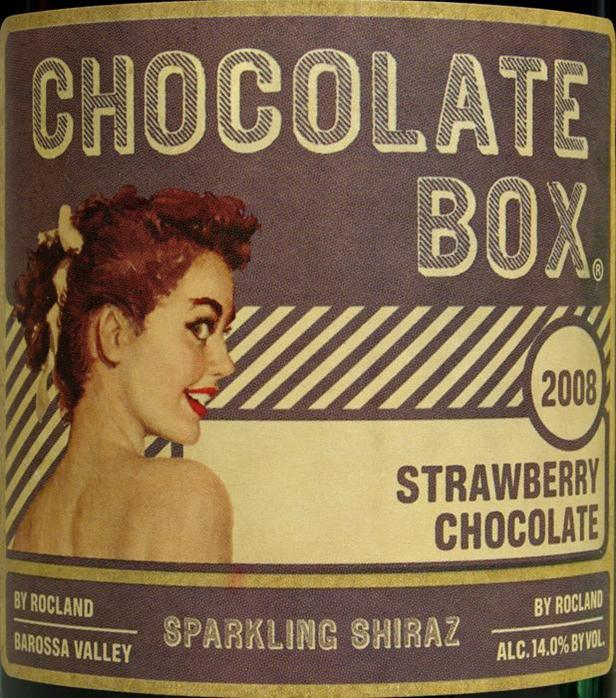 CHOCOLATE
BOX®
2008
STRAWBERRY
CHOCOLATE
BY ROCLAND
BAROSSA VALLEY
SPARKLING SHIRAZ
BY ROCLAND
ALC.14.0% BY VOL.